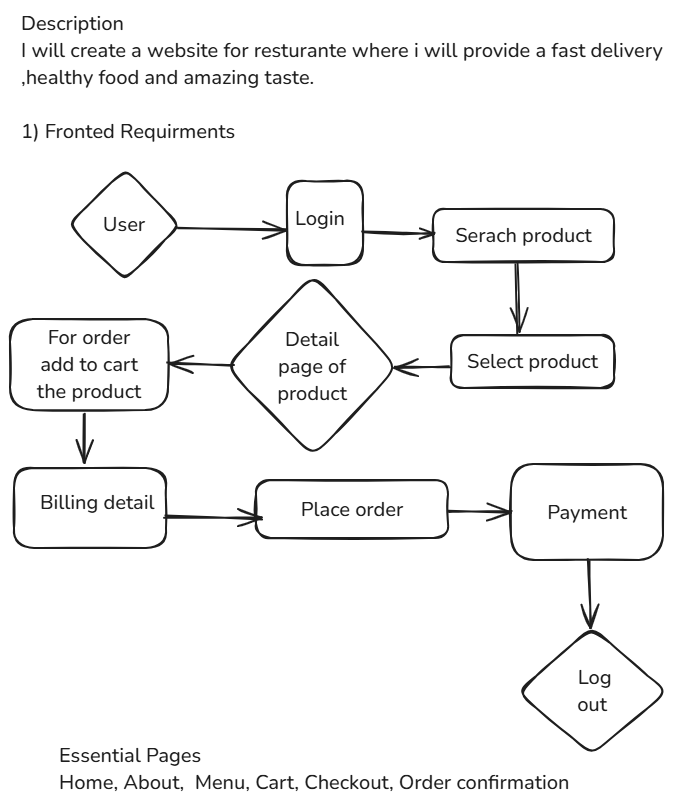 Description
I will create a website for resturante where i will provide a fast delivery
,healthy food and amazing taste.
1) Fronted Requirments
User
Login
Serach product
Select product
Detail
page of
product
For order
add to cart
the product
Billing detail
Place order
Payment
Log
out
Essential Pages
Home, About, Menu, Cart, Checkout, Order confirmation